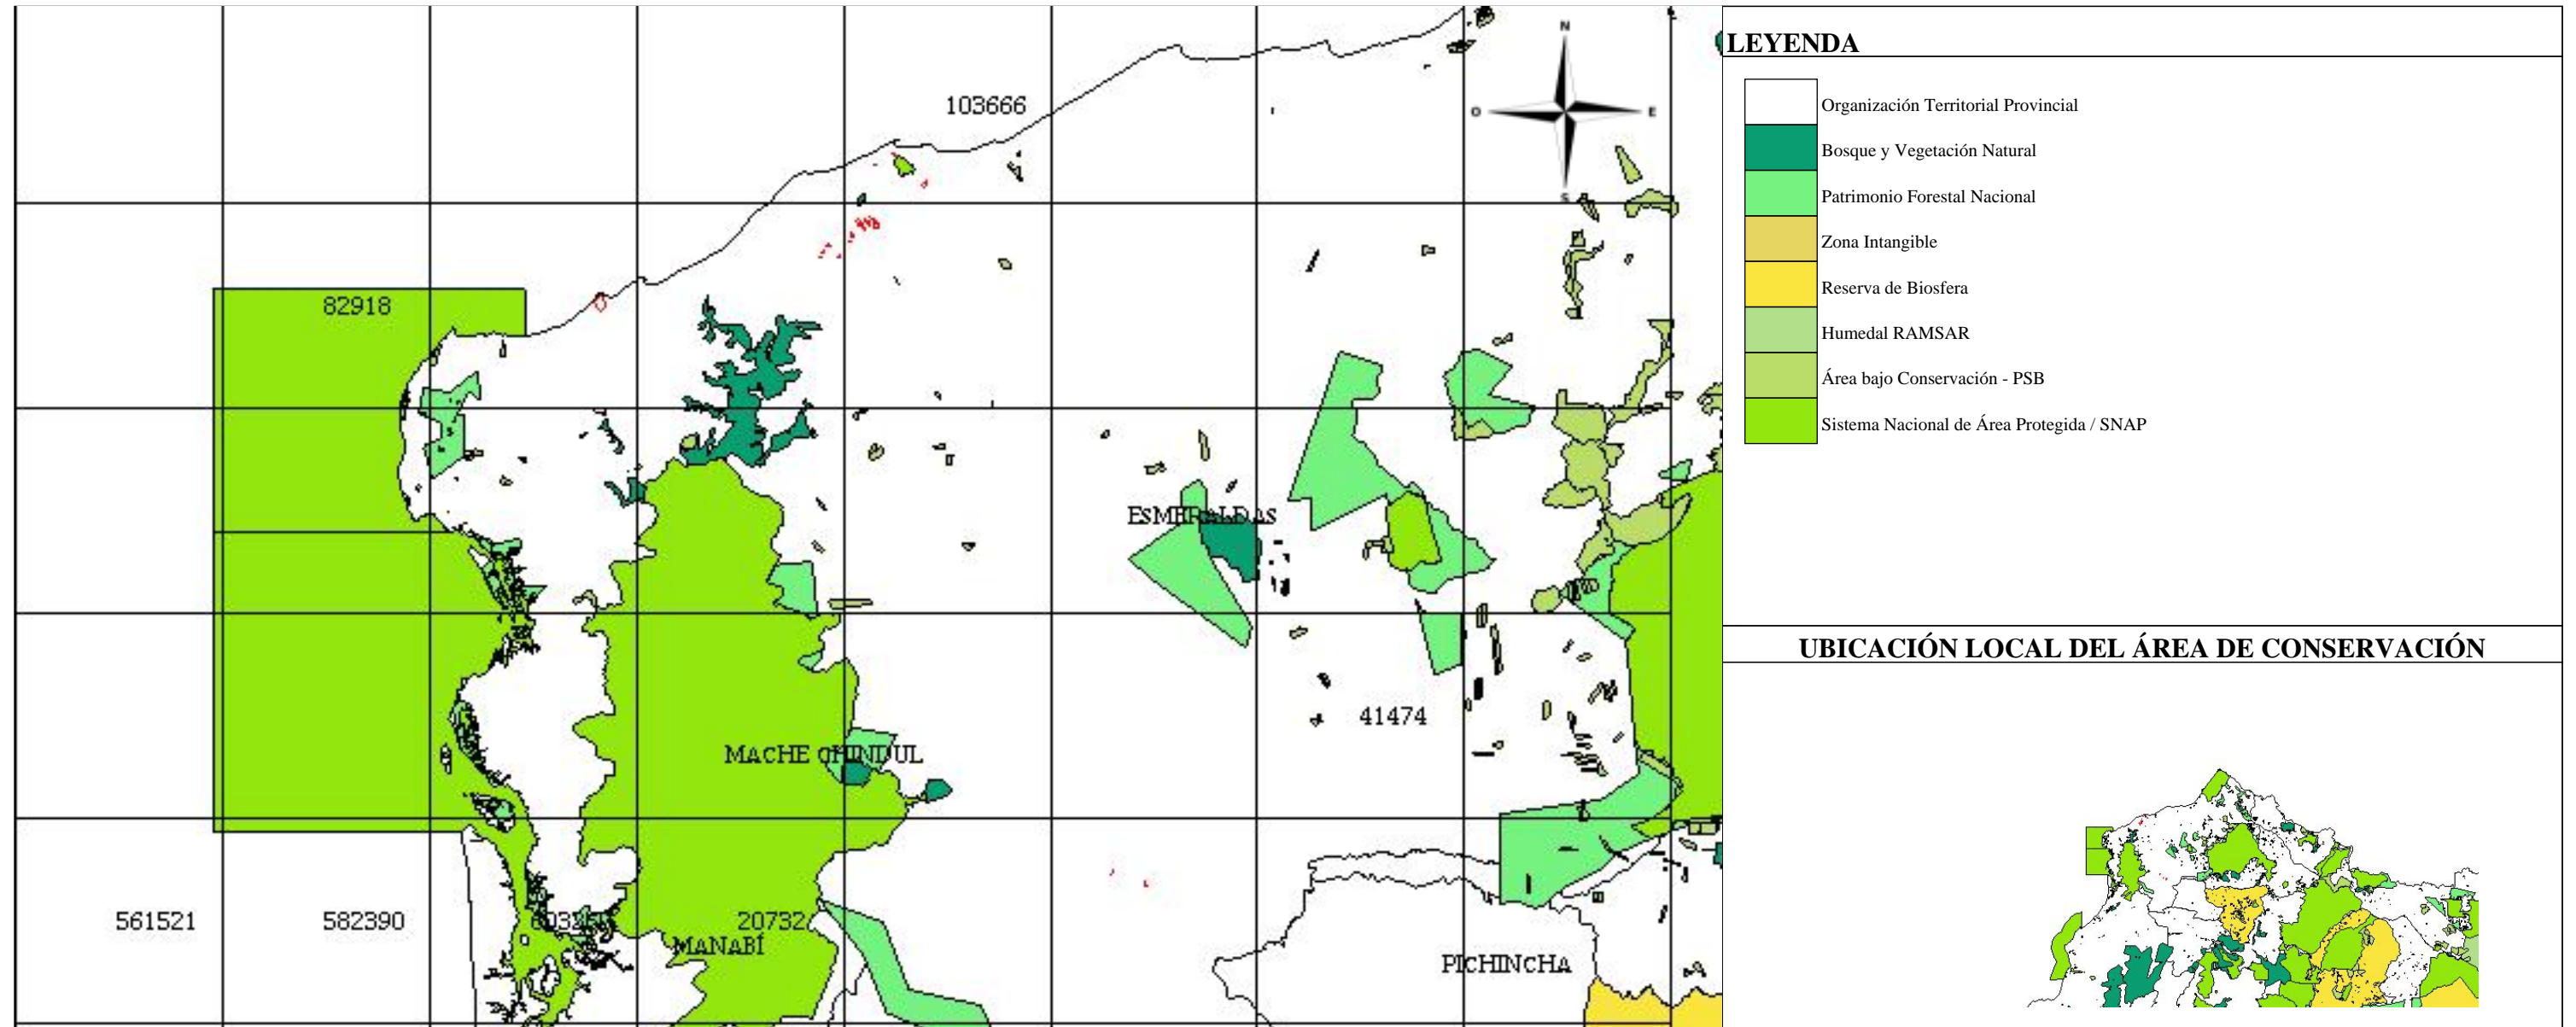 N
O E
S
103666
82918
ESMERALDAS
41474
MACHE CHINDUL
561521
582390
20732
MANABÍ
PICHINCHA
LEYENDA
Organización Territorial Provincial
Bosque y Vegetación Natural
Patrimonio Forestal Nacional
Zona Intangible
Reserva de Biosfera
Humedal RAMSAR
Área bajo Conservación - PSB
Sistema Nacional de Área Protegida / SNAP
UBICACIÓN LOCAL DEL ÁREA DE CONSERVACIÓN